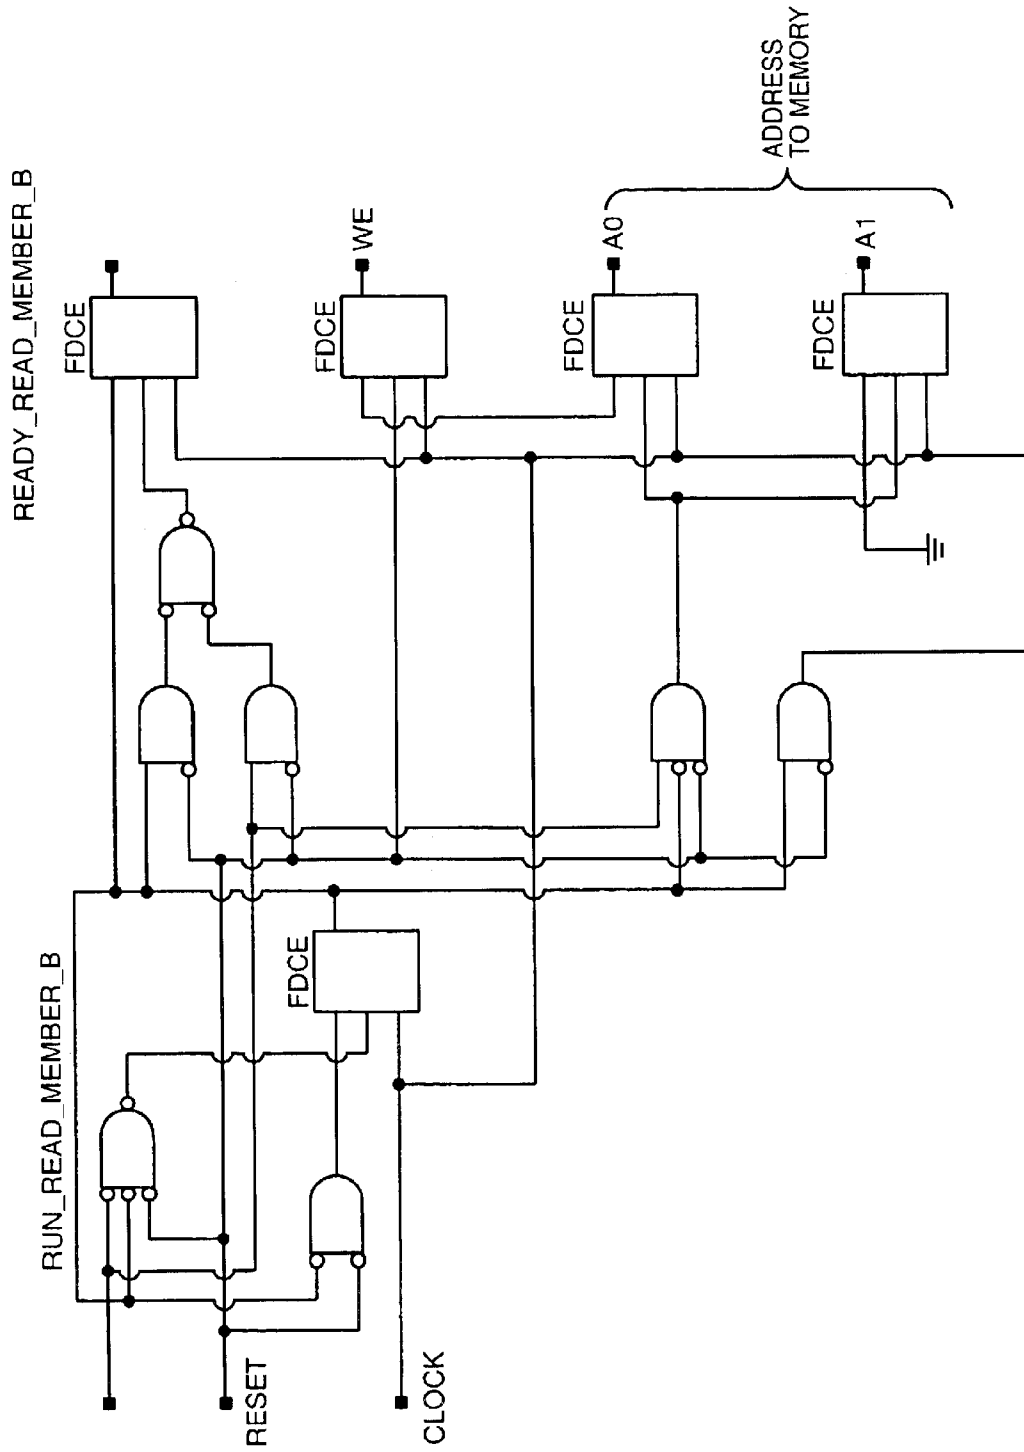 RUN_READ_MEMBER_B
RESET
CLOCK
FDCE
READY_READ_MEMBER_B
FDCE
FDCE
WE
FDCE
A0
FDCE
A1
ADDRESS
TO MEMORY